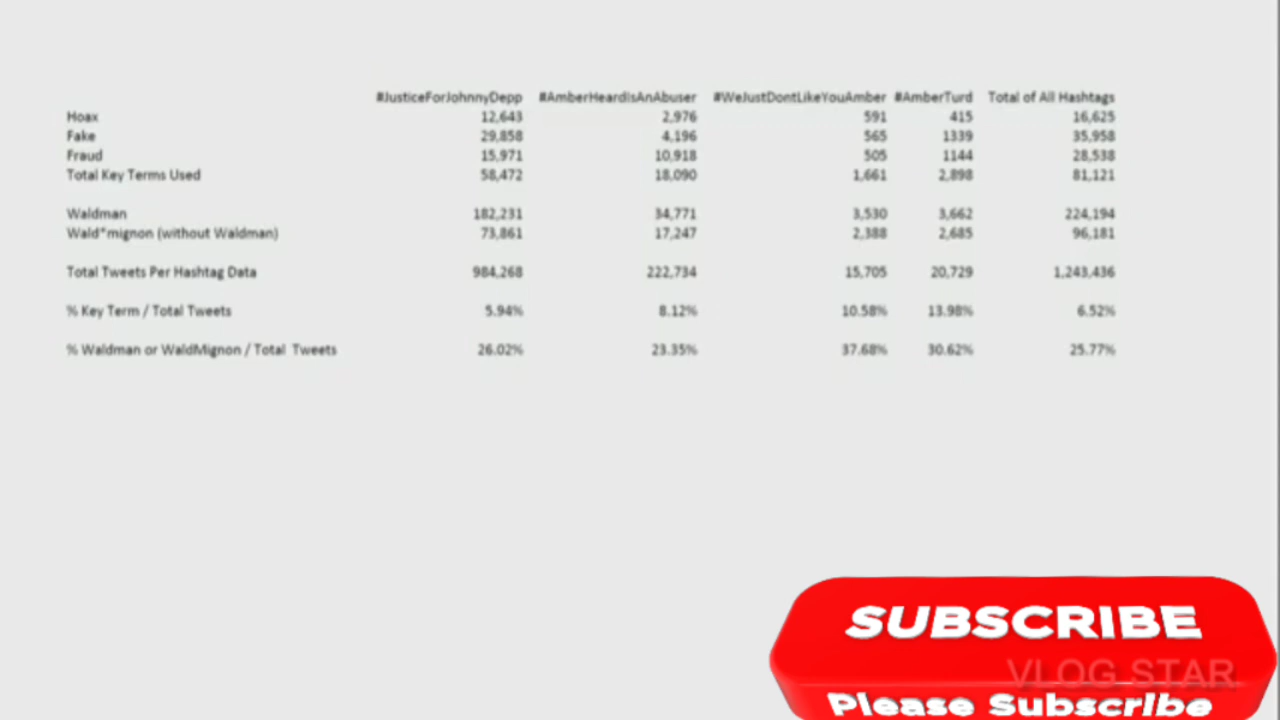 #JusticeForJohnnyDepp #AmberHeardIsAnAbuser #WeJustDontLikeYouAmber #AmberTurd Total of All Hashtags
Hoax 12,643 2,976 591 415 16,625
Fake 29,858 4,196 565 1339 35,958
Fraud 15,971 10,918 505 1144 28,538
Total Key Terms Used 58,472 18,090 1,661 2,898 81,121
Waldman 182,231 34,771 3,530 3,662 224,194
Wald*mignon (without Waldman) 73,861 17,247 2,388 2,685 96,181
Total Tweets Per Hashtag Data 984,268 222,734 15,705 20,729 1,243,436
% Key Term / Total Tweets 5.94% 8.12% 10.58% 13.98% 6.52%
% Waldman or WaldMignon / Total Tweets 26.02% 23.35% 37.68% 30.62% 25.77%
SUBSCRIBE
VLOG STAR
Please Subscribe